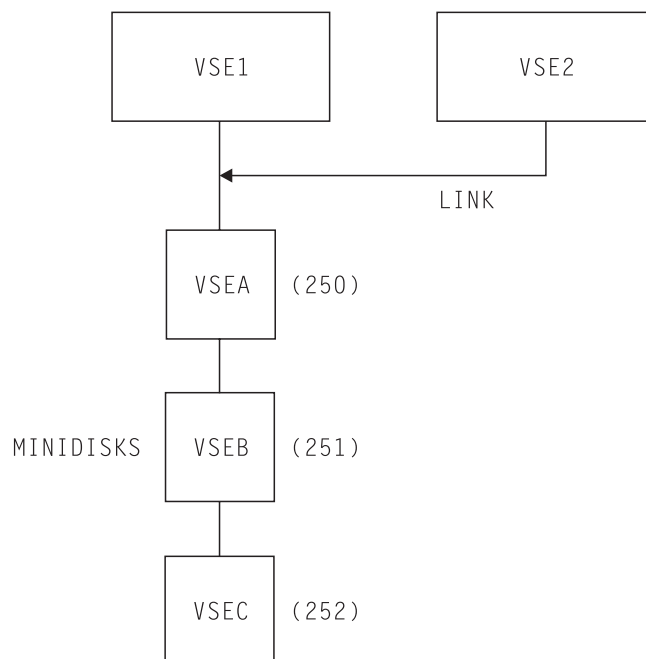 VSE1
VSE2
LINK
VSEA
(250)
MINIDISKS
VSEB
(251)
VSEC
(252)